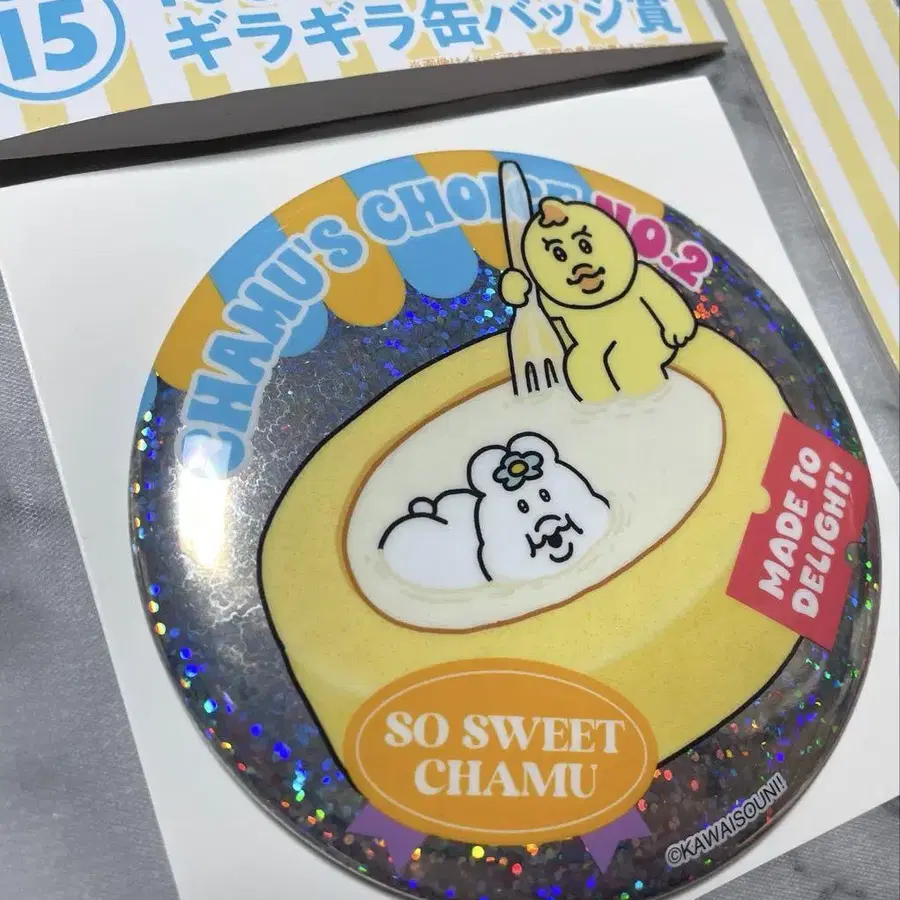 15
ギラギラ缶バッジ賞
CHAMU'S CHOICE NO.2
MADE TO
DELIGHT!
SO SWEET
CHAMU
©KAWAISOUNI!